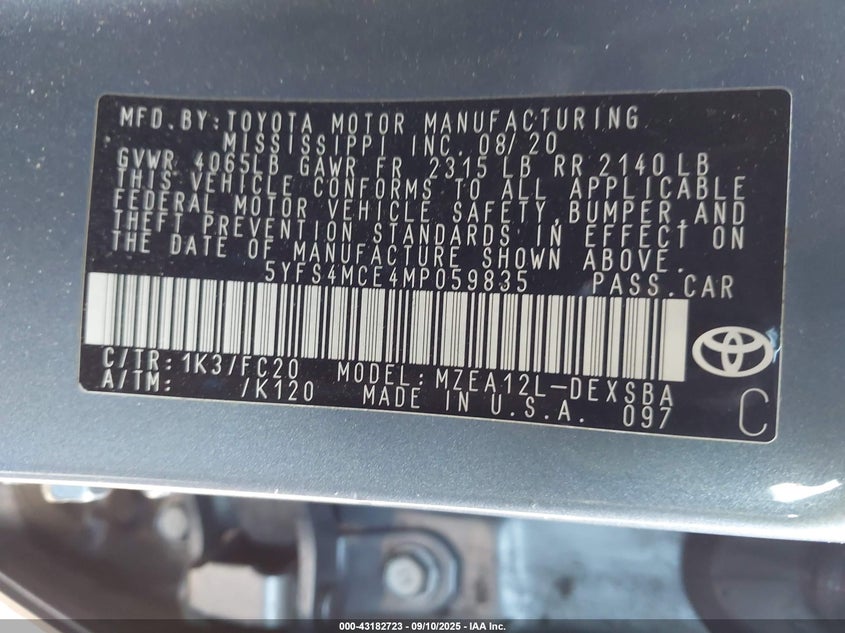 MFD.BY:TOYOTA MOTOR MANUFACTURING
MISSISSIPPI INC. 08/20
GVWR 4065LB GAWR FR 2315 LB RR 2140LB
THIS VEHICLE CONFORMS TO ALL APPLICABLE
FEDERAL MOTOR VEHICLE SAFETY,BUMPER,AND
THEFT PREVENTION STANDARDS IN EFFECT ON
THE DATE OF MANUFACTURE SHOWN ABOVE.
5YFS4MCE4MP059835 PASS.CAR
C/TR: 1K3/FC20 MODEL: MZEA12L-DEXSBA
A/TM: /K120 MADE IN U.S.A. 097
C
000-43182723 - 09/10/2025 - IAA Inc.